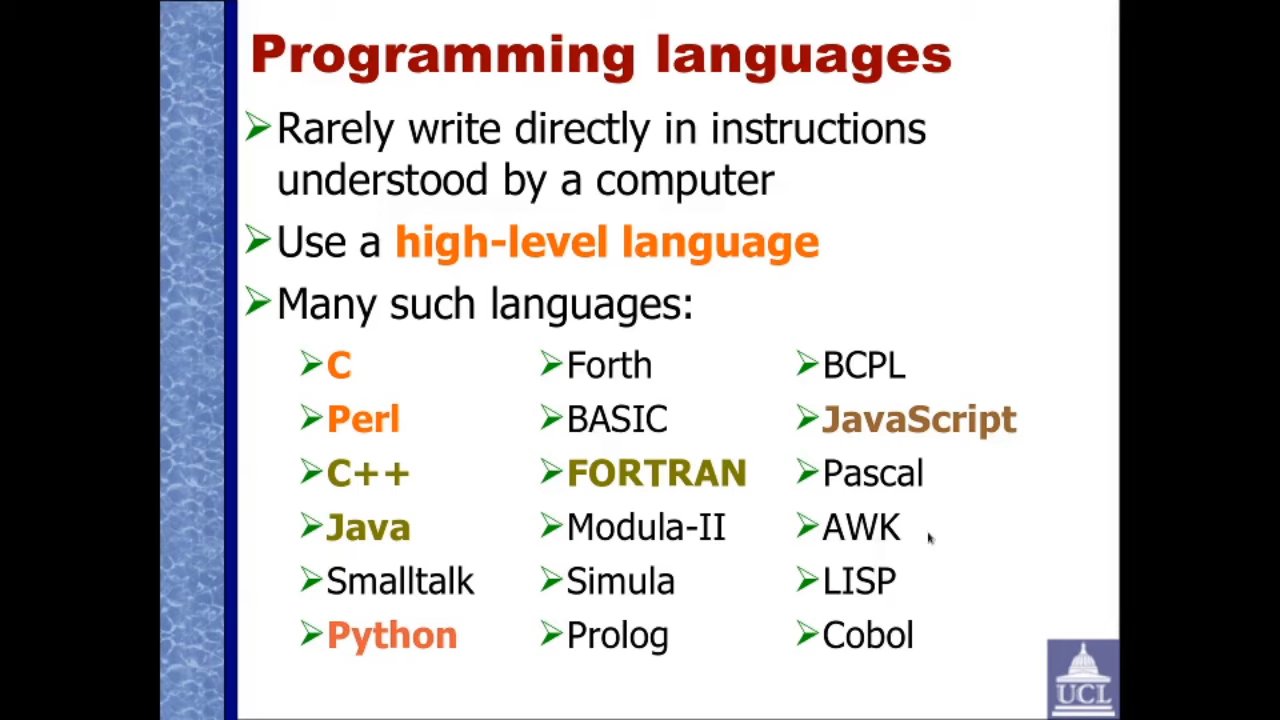 Programming languages
Rarely write directly in instructions
understood by a computer
Use a high-level language
Many such languages:
C
Perl
C++
Java
Smalltalk
Python
Forth
BASIC
FORTRAN
Modula-II
Simula
Prolog
BCPL
JavaScript
Pascal
AWK
LISP
Cobol
UCL